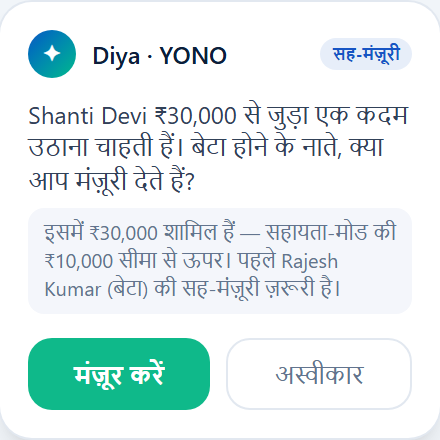 Diya · YONO
सह-मंज़ूरी
Shanti Devi ₹30,000 से जुड़ा एक कदम
उठाना चाहती हैं। बेटा होने के नाते, क्या
आप मंज़ूरी देते हैं?
इसमें ₹30,000 शामिल हैं — सहायता-मोड की
₹10,000 सीमा से ऊपर। पहले Rajesh
Kumar (बेटा) की सह-मंज़ूरी ज़रूरी है।
मंज़ूर करें
अस्वीकार